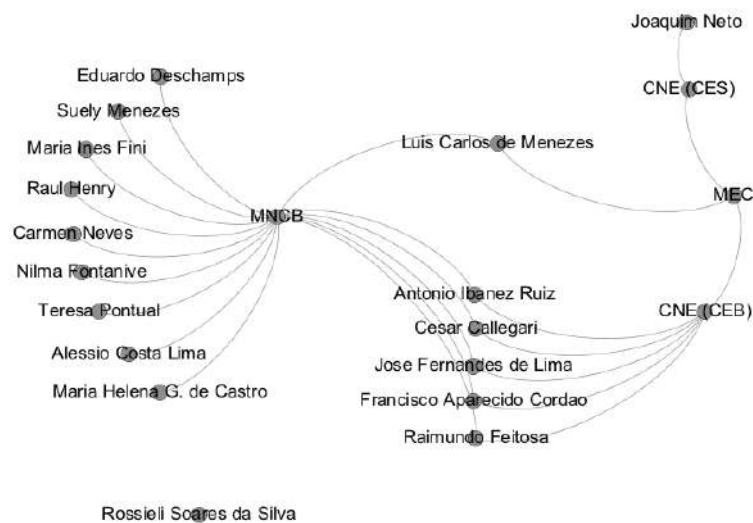 Joaquim Neto
Eduardo Deschamps
CNE (CES)
Suely Menezes
Luis Carlos de Menezes
Maria Ines Fini
Raul Henry
MEC
MNCB
Carmen Neves
Nilma Fontanive
Antonio Ibanez Ruiz
Teresa Pontual
CNE (CEB)
Cesar Callegari
Alessio Costa Lima
Jose Fernandes de Lima
Maria Helena G. de Castro
Francisco Aparecido Cordao
Raimundo Feitosa
Rossieli Soares da Silva